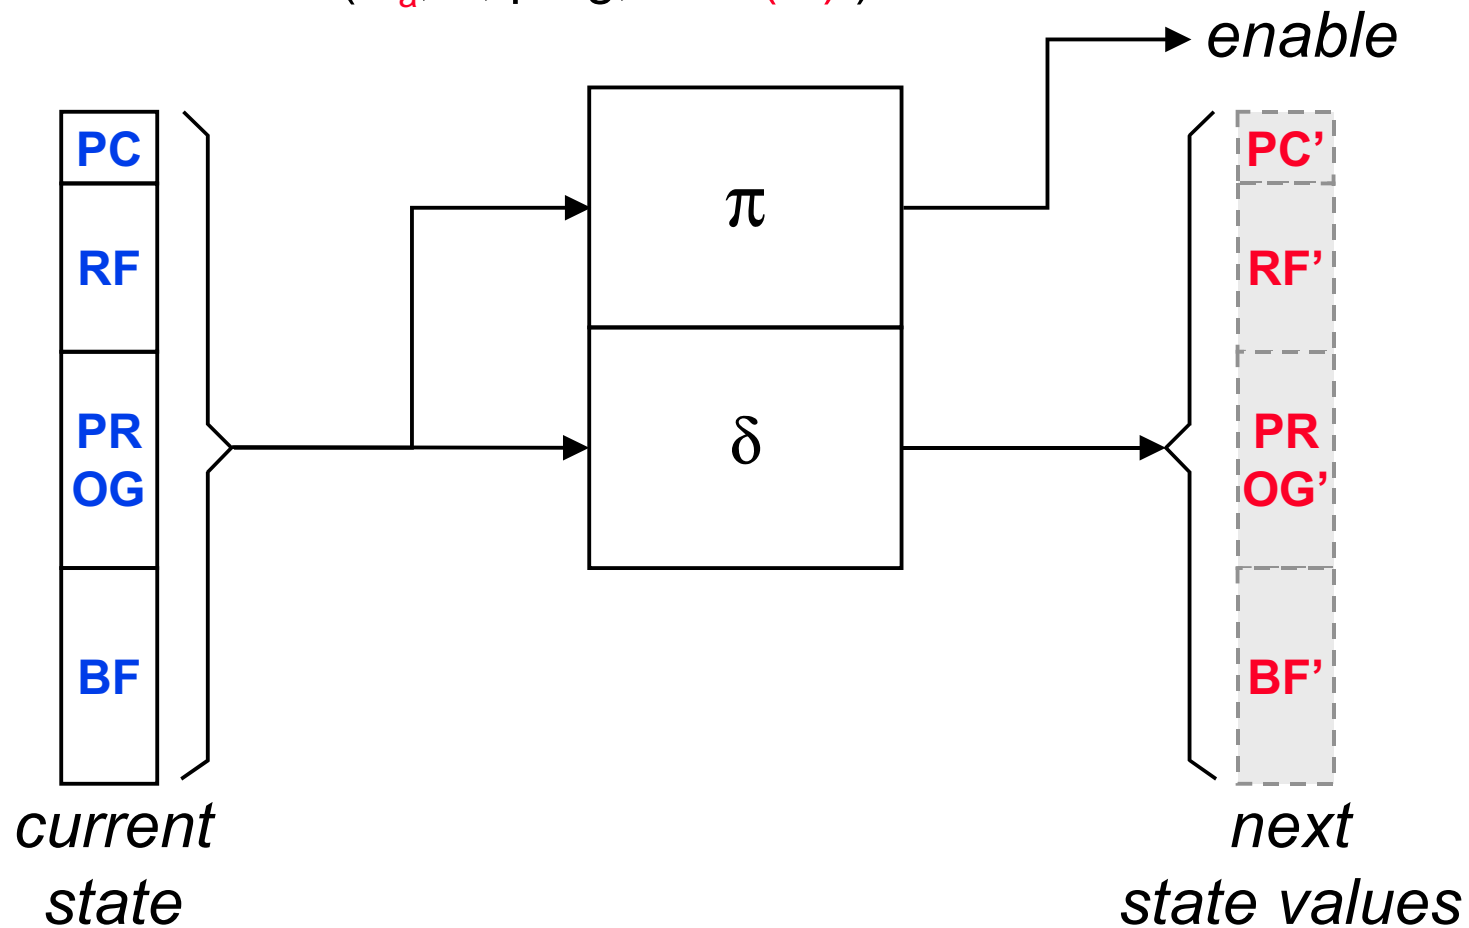 enable
PC
RF
PR
OG
BF
π
δ
PC’
RF’
PR
OG’
BF’
current
state
next
state values